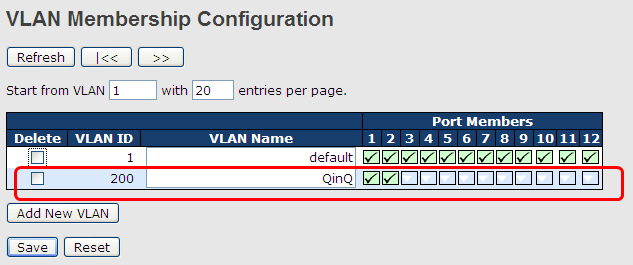 VLAN Membership Configuration
Refresh |<< >>
Start from VLAN 1 with 20 entries per page.
Port Members
Delete VLAN ID VLAN Name 1 2 3 4 5 6 7 8 9 10 11 12
1 default
200 QinQ
Add New VLAN
Save Reset